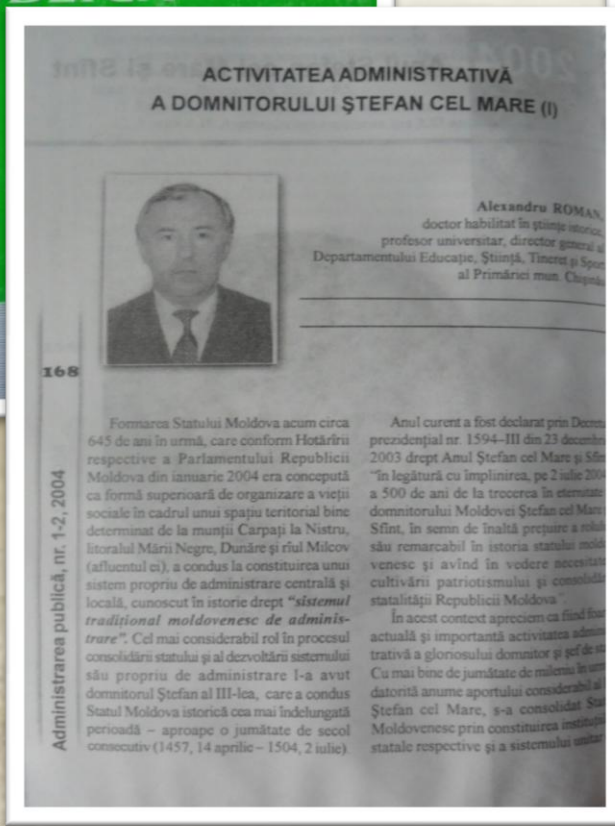 ACTIVITATEA ADMINISTRATIVĂ
A DOMNITORULUI ŞTEFAN CEL MARE (I)
Alexandru ROMAN,
doctor habilitat în ştiinţe istorice,
profesor universitar, director general al
Departamentului Educaţie, Ştiinţă, Tineret şi Sport
al Primăriei mun. Chişinău
168
Administrarea publică, nr. 1-2, 2004
Formarea Statului Moldova acum circa
645 de ani în urmă, care conform Hotărîrii
respective a Parlamentului Republicii
Moldova din ianuarie 2004 era concepută
ca formă superioară de organizare a vieţii
sociale în cadrul unui spaţiu teritorial bine
determinat de la munţii Carpaţi la Nistru,
litoralul Mării Negre, Dunăre şi rîul Milcov
(afluentul ei), a condus la constituirea unui
sistem propriu de administrare centrală şi
locală, cunoscut în istorie drept "sistemul
tradiţional moldovenesc de adminis-
trare". Cel mai considerabil rol în procesul
consolidării statului şi al dezvoltării sistemului
său propriu de administrare l-a avut
domnitorul Ştefan al III-lea, care a condus
Statul Moldova istorică cea mai îndelungată
perioadă – aproape o jumătate de secol
consecutiv (1457, 14 aprilie – 1504, 2 iulie).
Anul curent a fost declarat prin
prezidenţial nr. 1594–III din 23 decembrie
2003 drept Anul Ştefan cel Mare şi Sfînt
"în legătură cu împlinirea, pe 2 iulie 2004
a 500 de ani de la trecerea în eternitate
domnitorului Moldovei Ştefan cel Mare
Sfînt, în semn de înaltă preţuire a rolului
său remarcabil în istoria statului moldo-
venesc şi avînd în vedere necesitatea
cultivării patriotismului şi
statalităţii Republicii Moldova".
În acest context apreciem ca fiind
actuală şi importantă activitatea
trativă a gloriosului domnitor şi şef de
Cu mai bine de jumătate de mileniu în
datorită anume aportului considerabil al
Ştefan cel Mare, s-a consolidat
Moldovenesc prin constituirea
statale respective şi a sistemului unitar